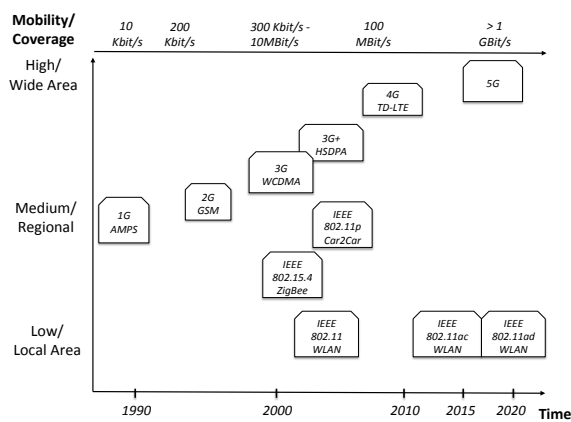 Mobility/
Coverage
10
Kbit/s
200
Kbit/s
300 Kbit/s -
10MBit/s
100
MBit/s
> 1
GBit/s
High/
Wide Area
5G
4G
TD-LTE
3G+
HSDPA
3G
WCDMA
2G
GSM
Medium/
Regional
1G
AMPS
IEEE
802.11p
Car2Car
IEEE
802.15.4
ZigBee
Low/
Local Area
IEEE
802.11
WLAN
IEEE
802.11ac
WLAN
IEEE
802.11ad
WLAN
1990
2000
2010
2015
2020
Time